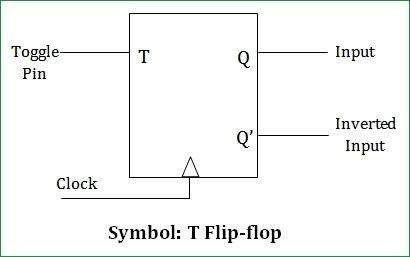 Toggle
Pin
T
Q
Input
Q'
Inverted
Input
Clock
Symbol: T Flip-flop